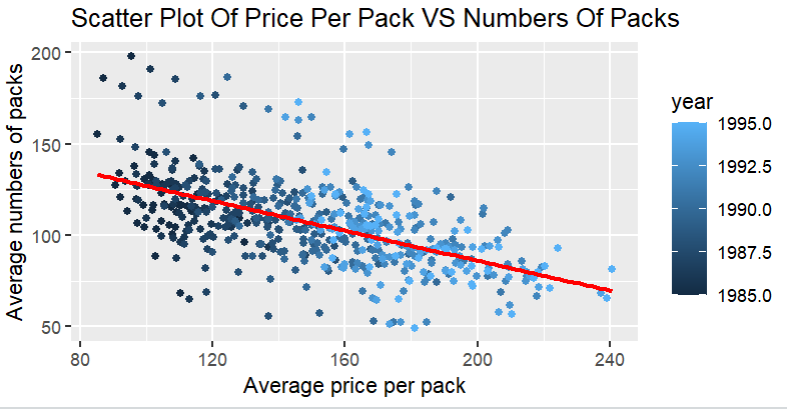 Scatter Plot Of Price Per Pack VS Numbers Of Packs
Average numbers of packs
200
150
100
50
80 120 160 200 240
Average price per pack
year
1995.0
1992.5
1990.0
1987.5
1985.0